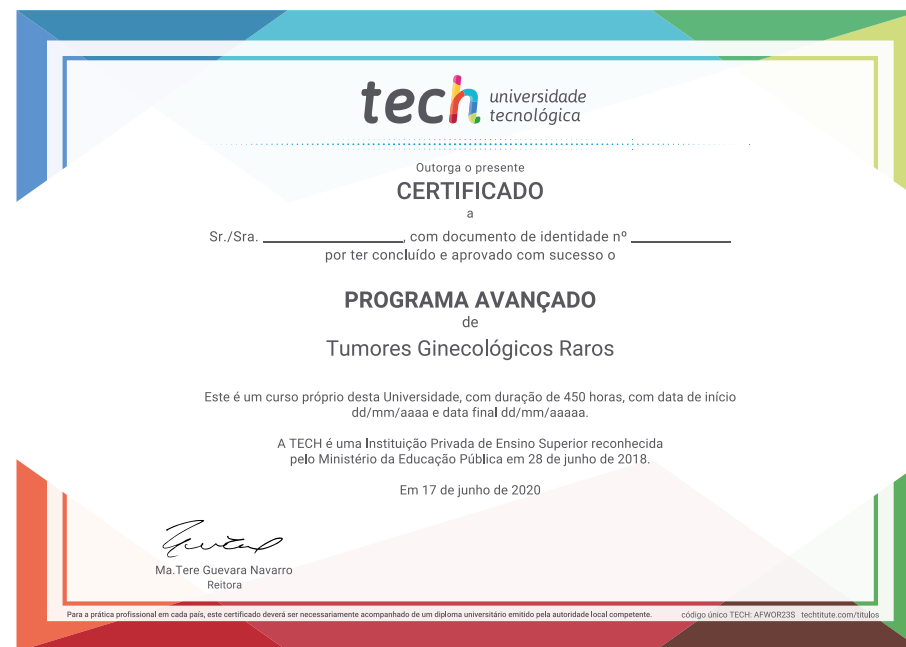 tech universidade
tecnológica
Outorga o presente
CERTIFICADO
a
Sr./Sra. ____________________, com documento de identidade nº ______________
por ter concluído e aprovado com sucesso o
PROGRAMA AVANÇADO
de
Tumores Ginecológicos Raros
Este é um curso próprio desta Universidade, com duração de 450 horas, com data de início
dd/mm/aaaa e data final dd/mm/aaaaa.
A TECH é uma Instituição Privada de Ensino Superior reconhecida
pelo Ministério da Educação Pública em 28 de junho de 2018.
Em 17 de junho de 2020
Ma.Tere Guevara Navarro
Reitora
Para a prática profissional em cada país, este certificado deverá ser necessariamente acompanhado de um diploma universitário emitido pela autoridade local competente. código único TECH: AFWOR23S techtitute.com/titulos